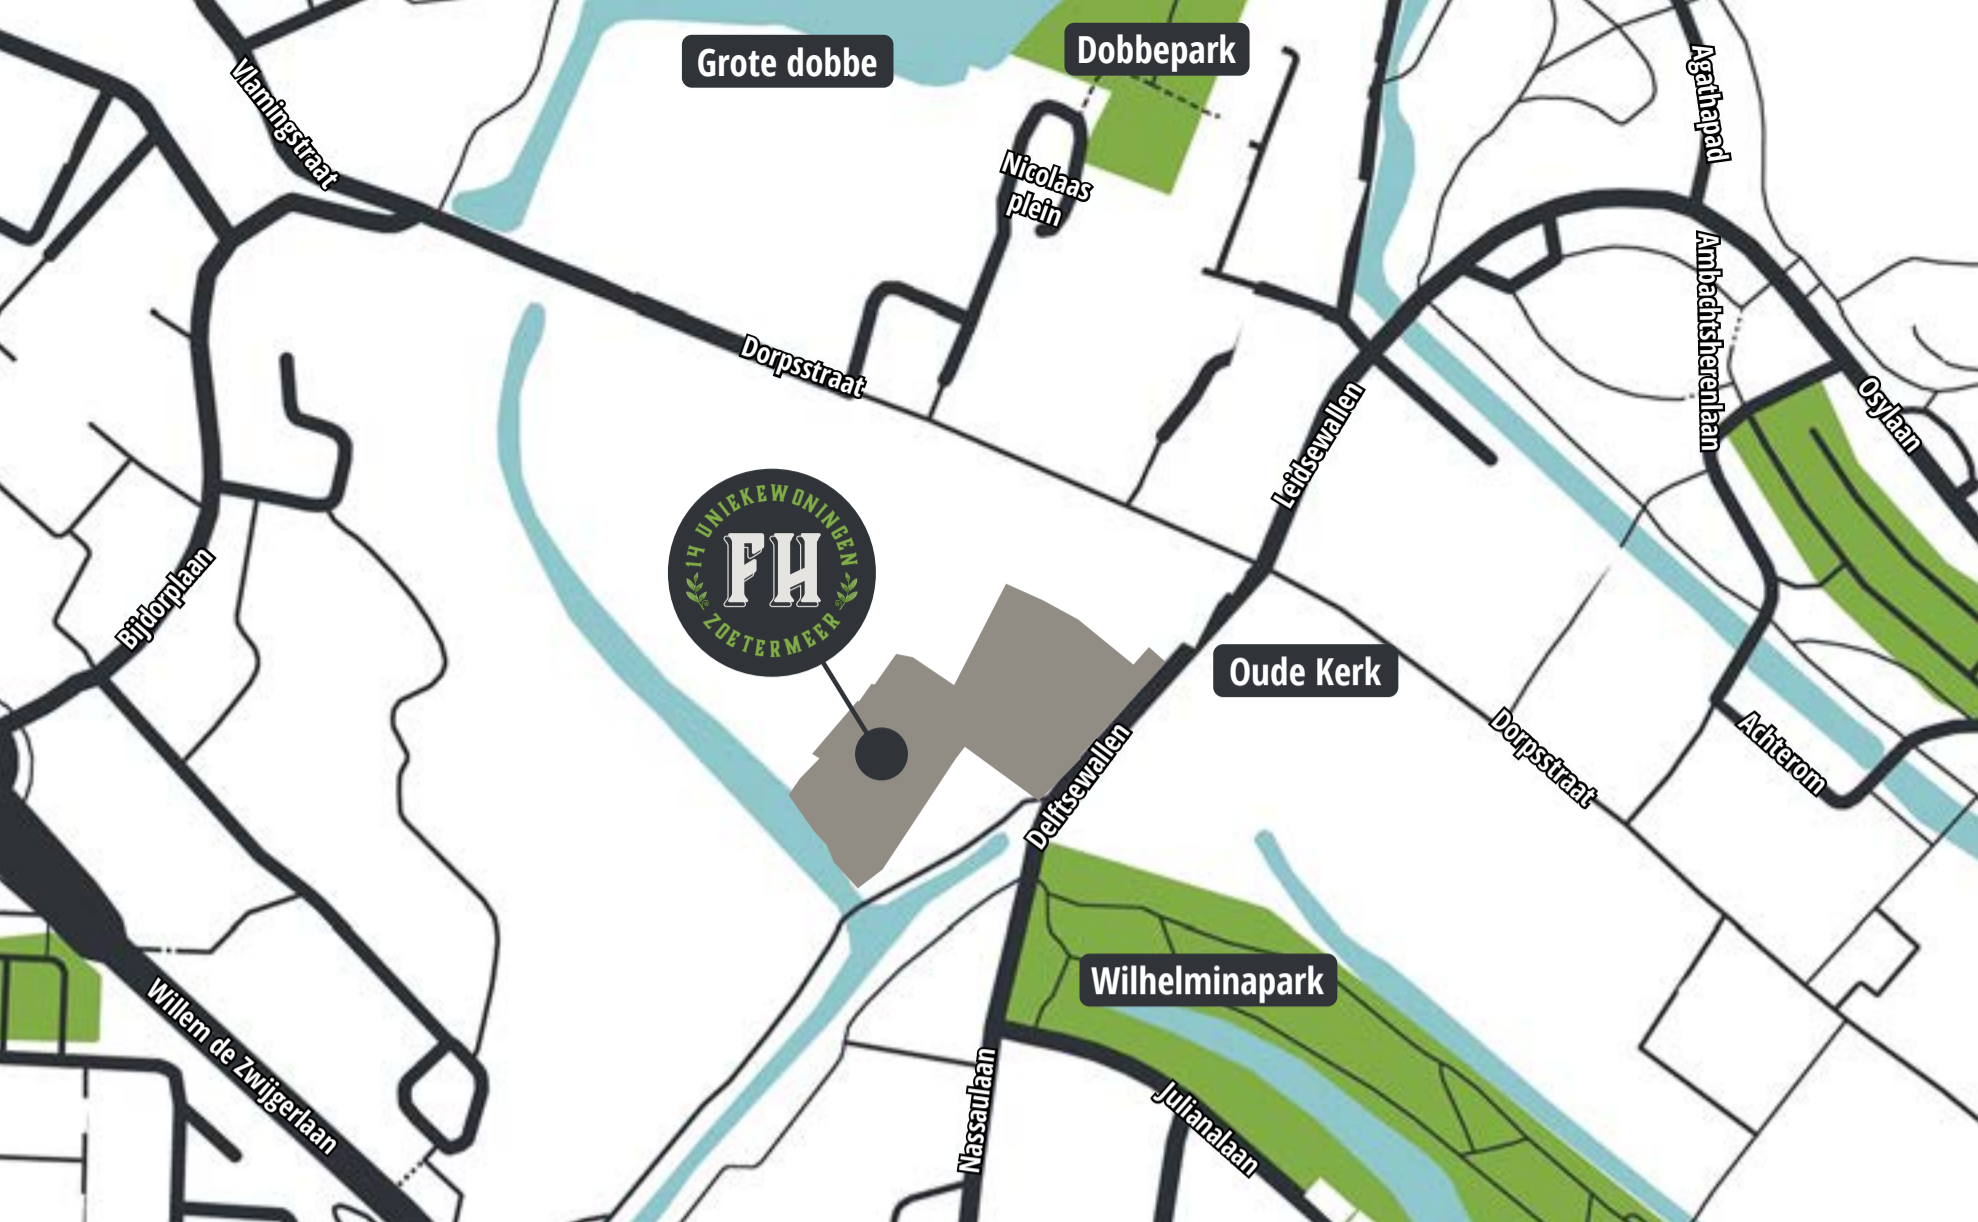 Grote dobbe
Dobbepark
Vlamingstraat
Agathapad
Nicolaas
plein
Ambachtsherenlaan
Dorpsstraat
Osylaan
Leidsewallen
14 UNIEKE WONINGEN
FH
ZOETERMEER
Bijdorplaan
Oude Kerk
Dorpsstraat
Achterom
Delftsewallen
Wilhelminapark
Willem de Zwijgerlaan
Nassaulaan
Julianalaan